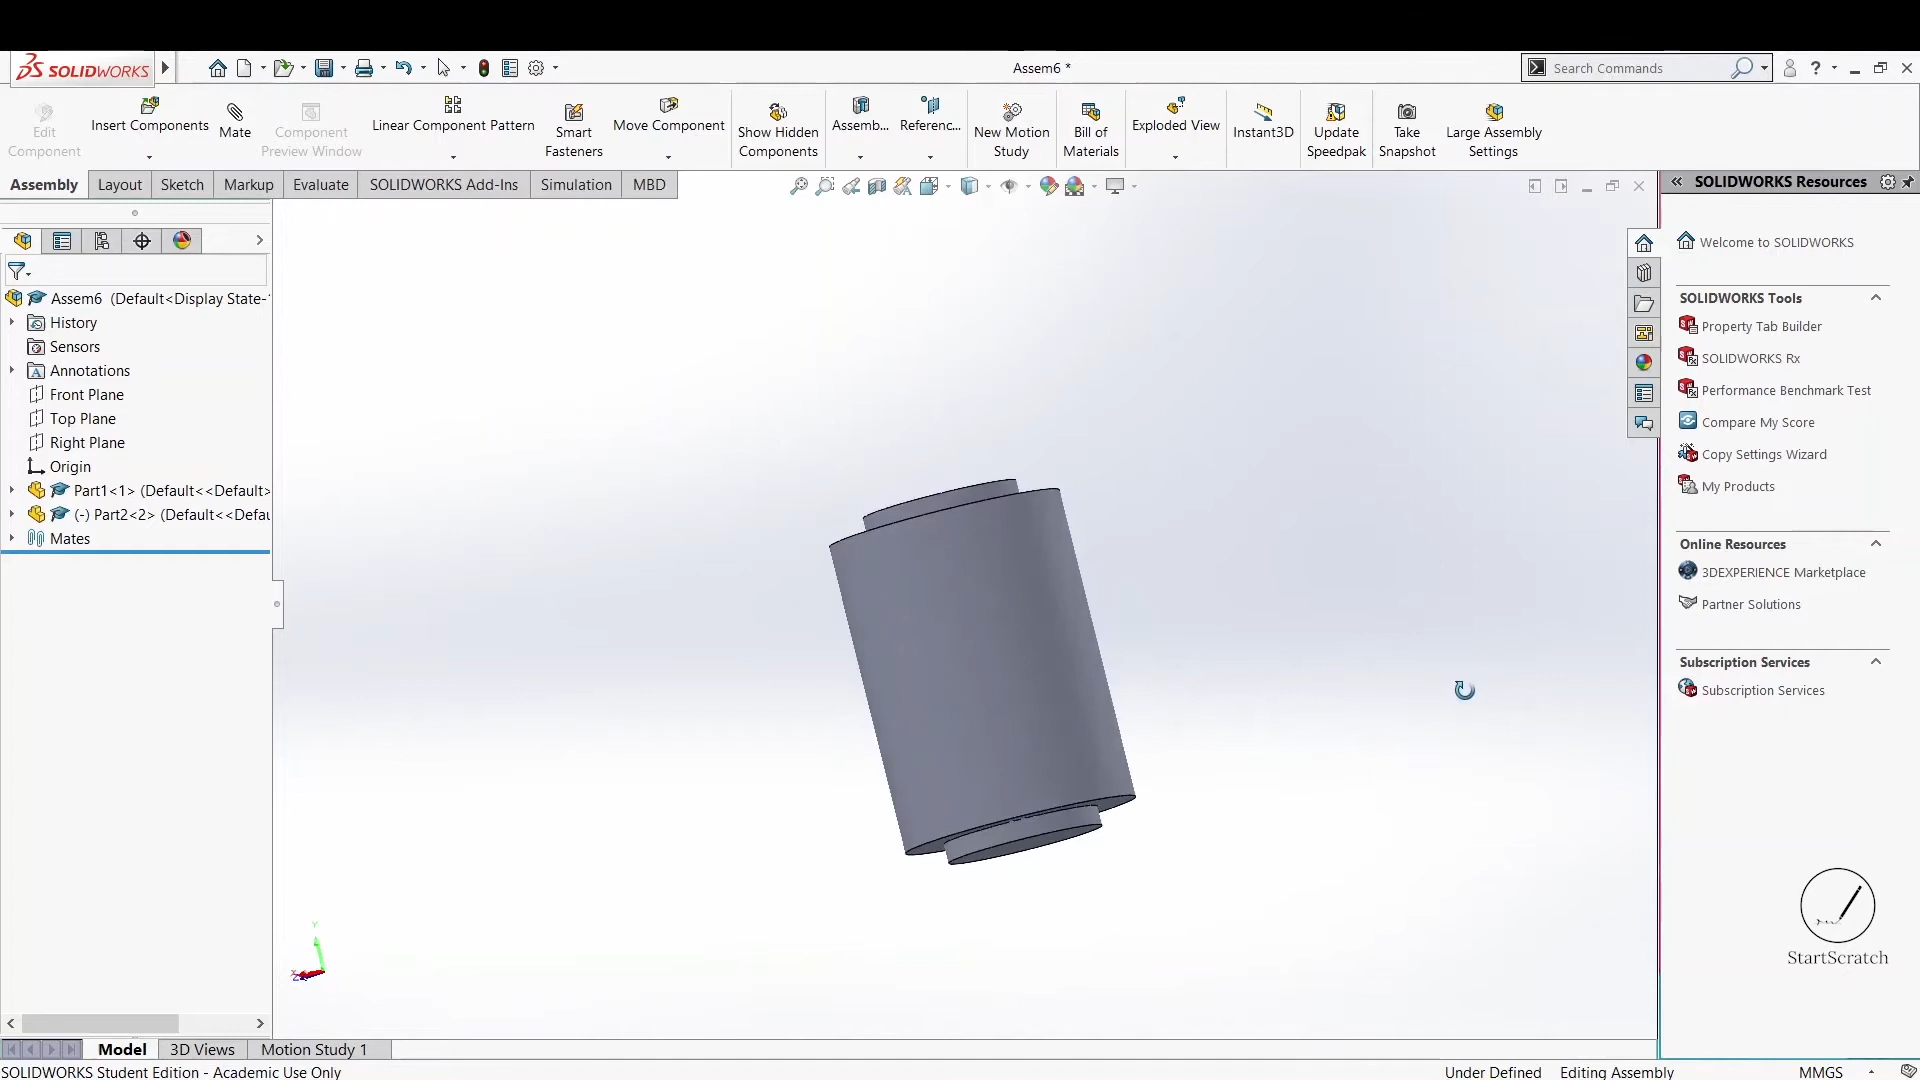 SOLIDWORKS
Assem6 *
Search Commands
?
Edit
Component
Insert Components
Mate
Component
Preview Window
Linear Component Pattern
Smart
Fasteners
Move Component
Show Hidden
Components
Assemb...
Referenc...
New Motion
Study
Bill of
Materials
Exploded View
Instant3D
Update
Speedpak
Take
Snapshot
Large Assembly
Settings
Assembly
Layout
Sketch
Markup
Evaluate
SOLIDWORKS Add-Ins
Simulation
MBD
SOLIDWORKS Resources
Assem6 (Default<Display State-
History
Sensors
Annotations
Front Plane
Top Plane
Right Plane
Origin
Part1<1> (Default<<Default>
(-) Part2<2> (Default<<Defau
Mates
Welcome to SOLIDWORKS
SOLIDWORKS Tools
Property Tab Builder
SOLIDWORKS Rx
Performance Benchmark Test
Compare My Score
Copy Settings Wizard
My Products
Online Resources
3DEXPERIENCE Marketplace
Partner Solutions
Subscription Services
Subscription Services
StartScratch
Y
Model
3D Views
Motion Study 1
SOLIDWORKS Student Edition - Academic Use Only
Under Defined
Editing Assembly
MMGS